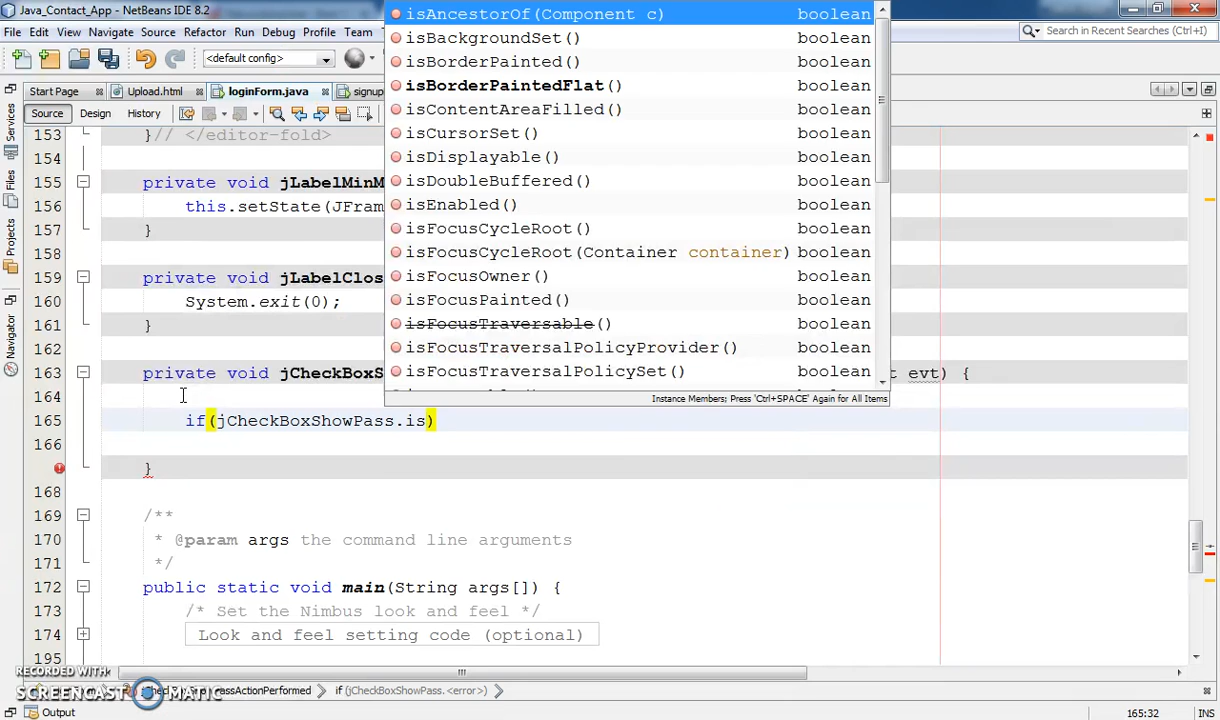 Java_Contact_App - NetBeans IDE 8.2
File Edit View Navigate Source Refactor Run Debug Profile Team
Search in Recent Searches (Ctrl+I)
<default config>
Start Page Upload.html loginForm.java signup
Source Design History
Services
Files
Projects
Navigator
isAncestorOf(Component c) boolean
isBackgroundSet() boolean
isBorderPainted() boolean
isBorderPaintedFlat() boolean
isContentAreaFilled() boolean
isCursorSet() boolean
isDisplayable() boolean
isDoubleBuffered() boolean
isEnabled() boolean
isFocusCycleRoot() boolean
isFocusCycleRoot(Container container) boolean
isFocusOwner() boolean
isFocusPainted() boolean
isFocusTraversable() boolean
isFocusTraversalPolicyProvider() boolean
isFocusTraversalPolicySet() boolean
Instance Members; Press 'Ctrl+SPACE' Again for All Items
153 }// </editor-fold>
154
155 private void jLabelMinM
156 this.setState(JFram
157 }
158
159 private void jLabelClos
160 System.exit(0);
161 }
162
163 private void jCheckBoxS t evt) {
164
165 if(jCheckBoxShowPass.is)
166
}
168
169 /**
170 * @param args the command line arguments
171 */
172 public static void main(String args[]) {
173 /* Set the Nimbus look and feel */
174 Look and feel setting code (optional)
195
RECORDED WITH
SCREENCAST MATIC
assActionPerformed if (jCheckBoxShowPass.<error>)
Output
165:32 INS